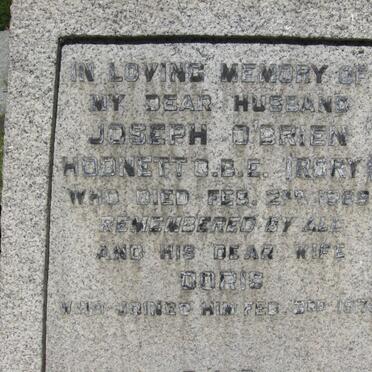 IN LOVING MEMORY OF
MY DEAR HUSBAND
JOSEPH O'BRIEN
HODNETT O.B.E. (RORY)
WHO DIED FEB. 2ND
REMEMBERED BY ALL
AND HIS DEAR WIFE
DORIS
WHO JOINED HIM FEB.